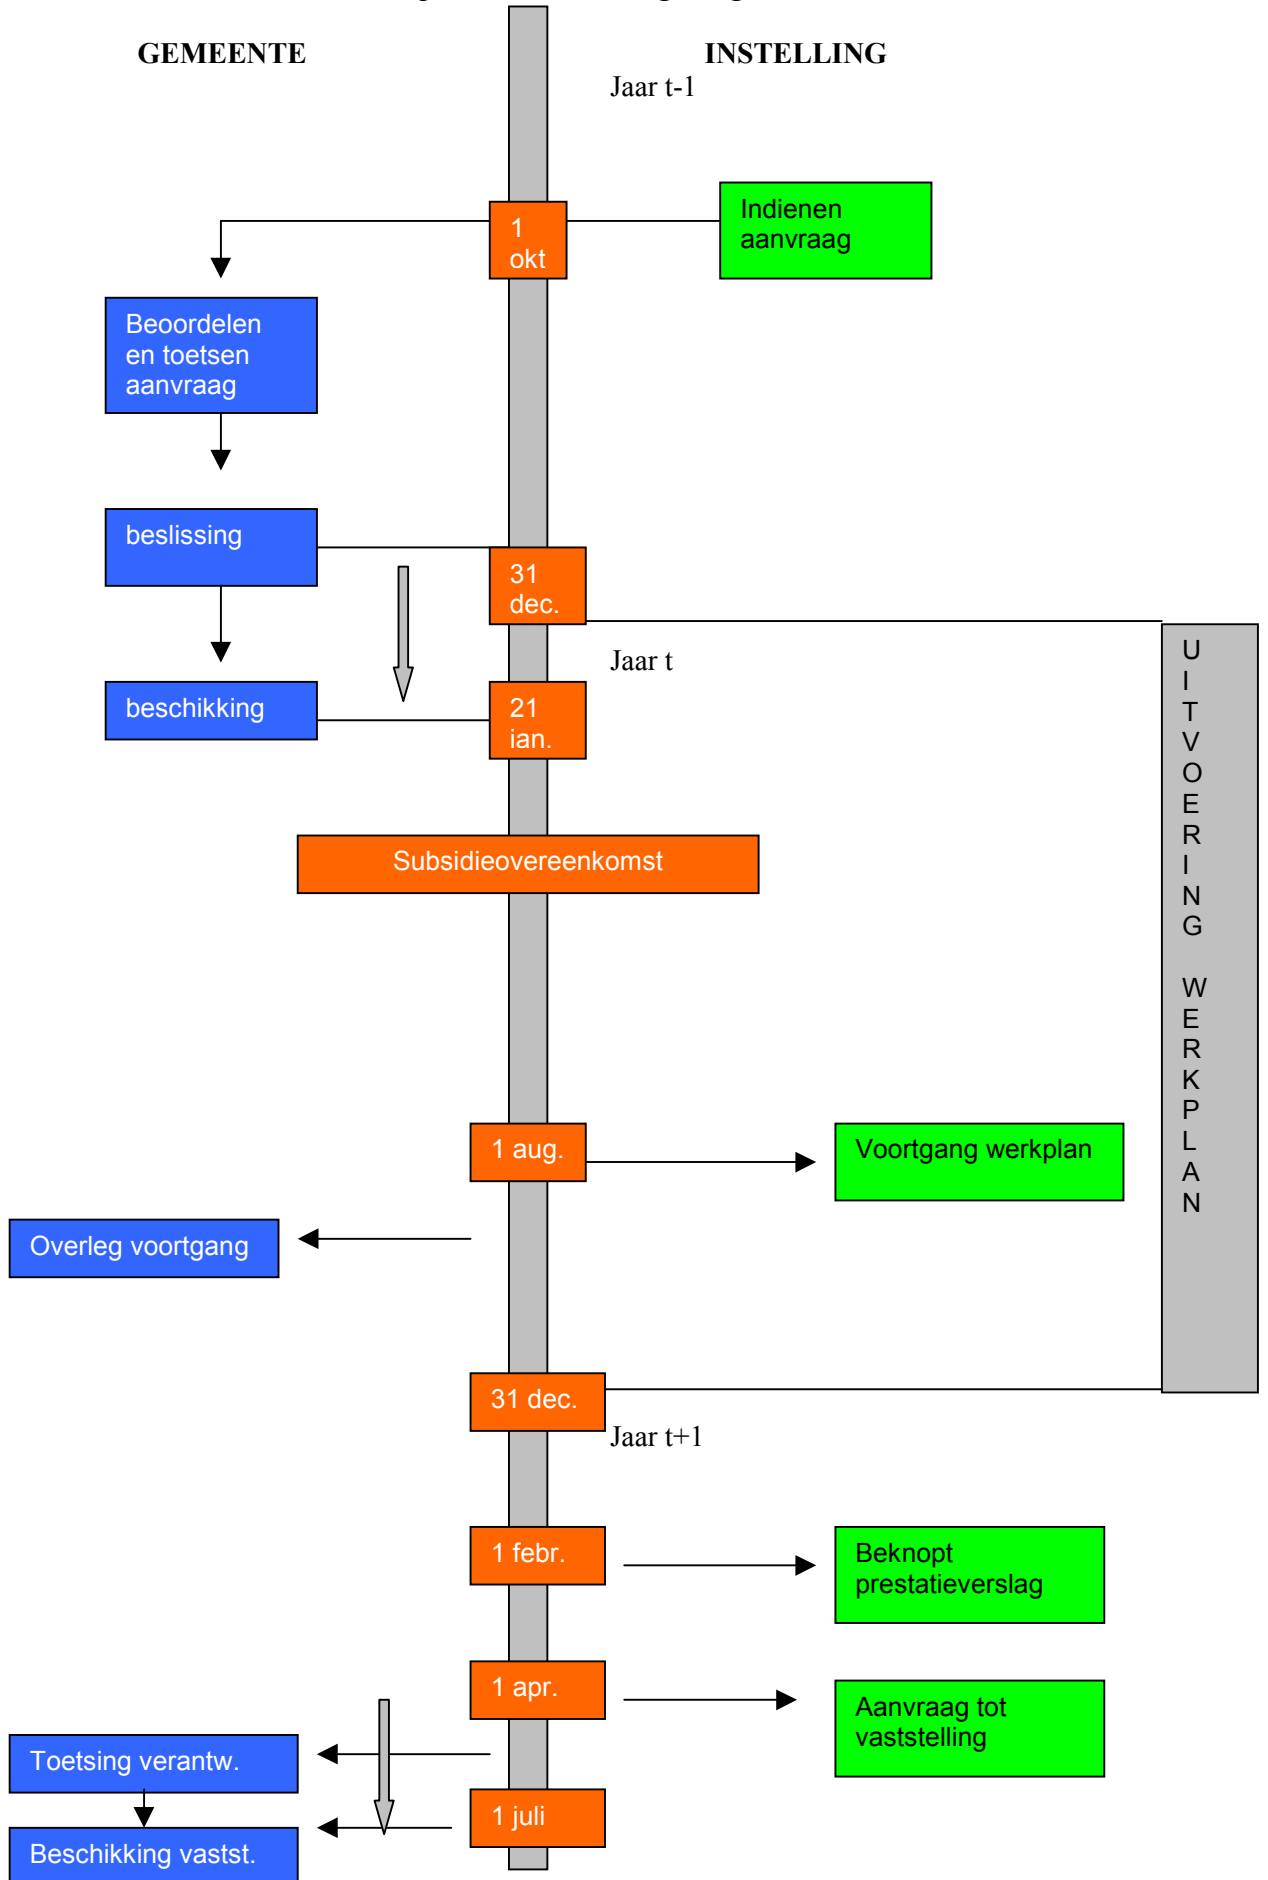 GEMEENTE
INSTELLING
Jaar t-1
Indienen
aanvraag
1
okt
Beoordelen
en toetsen
aanvraag
beslissing
31
dec.
Jaar t
beschikking
21
jan.
UITVOERING WERKPLAN
Subsidieovereenkomst
1 aug.
Voortgang werkplan
Overleg voortgang
31 dec.
Jaar t+1
1 febr.
Beknopt
prestatieverslag
1 apr.
Aanvraag tot
vaststelling
Toetsing verantw.
1 juli
Beschikking vastst.